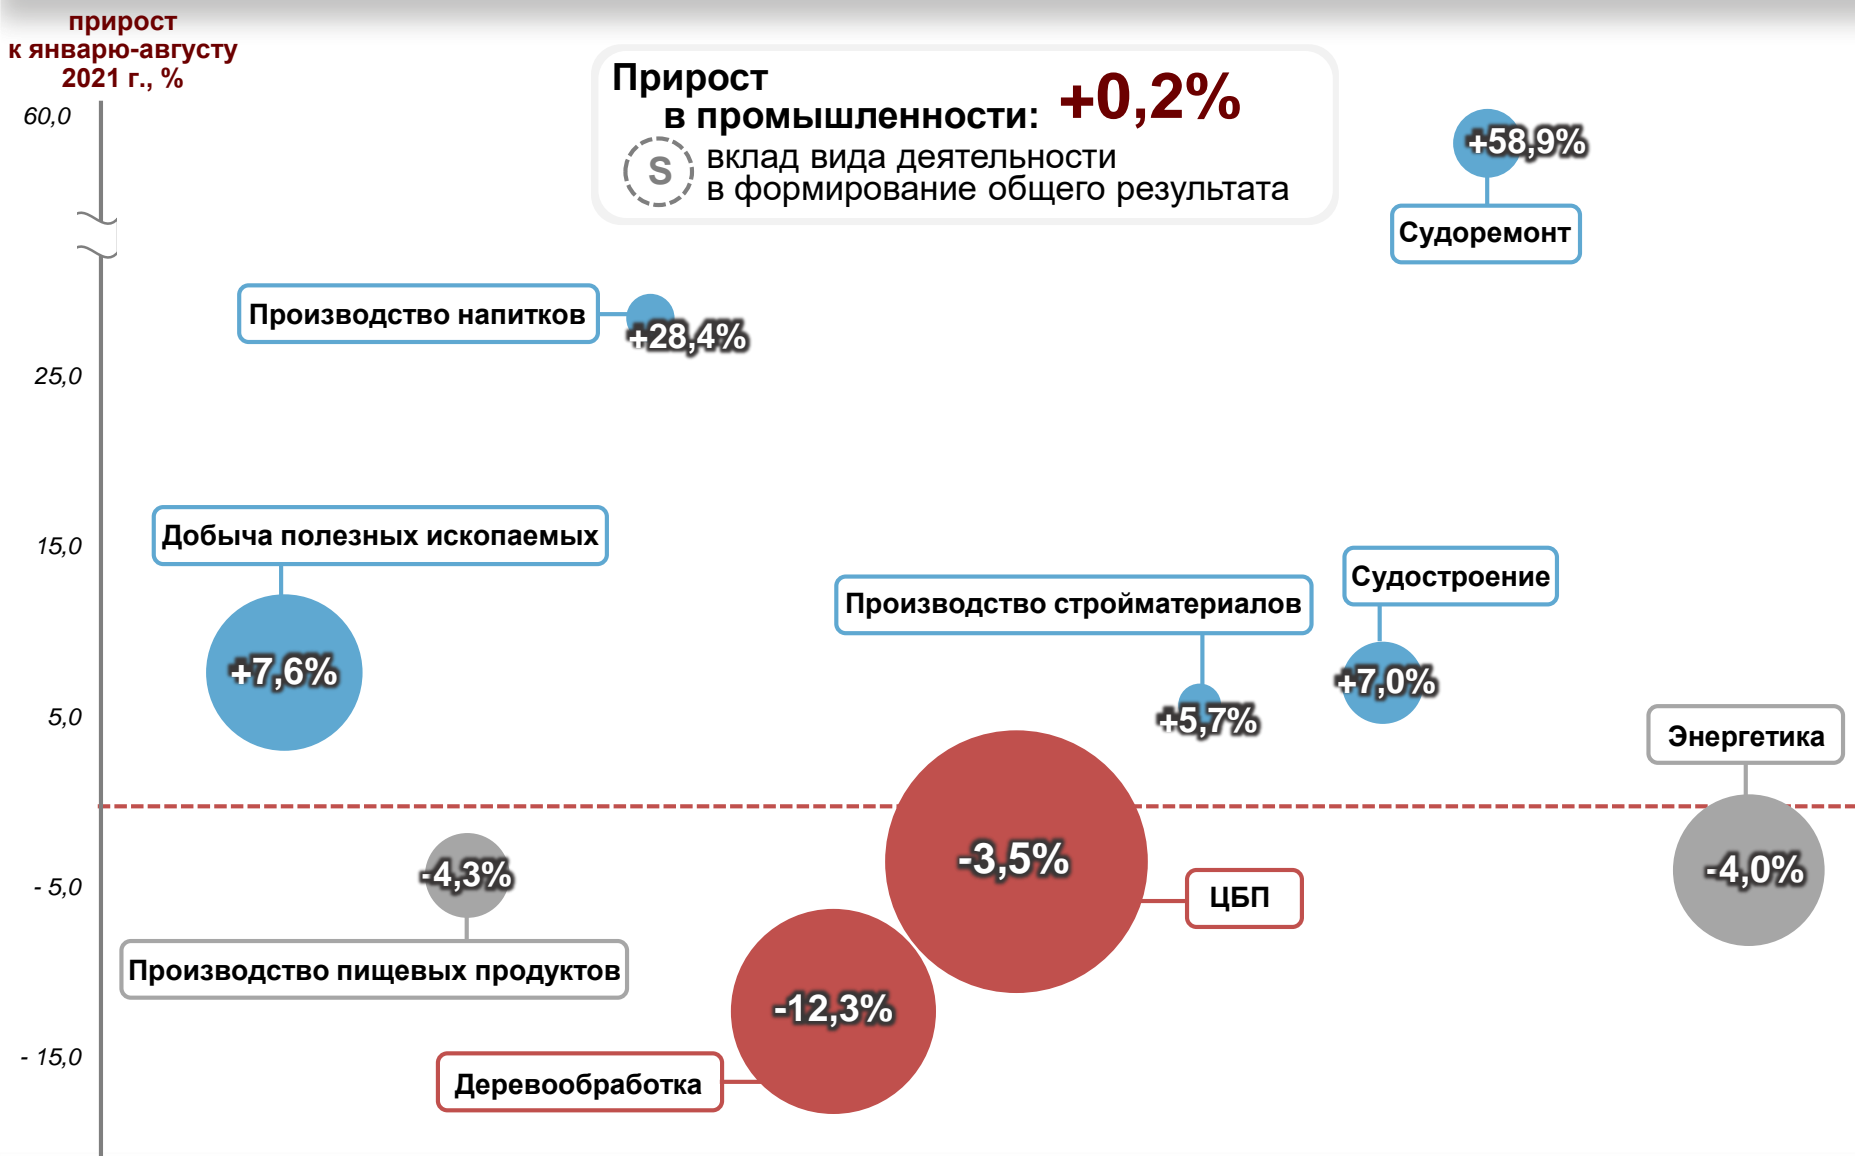 прирост
к январю-августу
2021 г., %
60,0
Прирост
в промышленности: +0,2%
S
вклад вида деятельности
в формирование общего результата
+58,9%
Судоремонт
Производство напитков
+28,4%
25,0
Добыча полезных ископаемых
15,0
Производство стройматериалов
Судостроение
+7,6%
+7,0%
5,0
+5,7%
Энергетика
-3,5%
-4,0%
-4,3%
- 5,0
ЦБП
Производство пищевых продуктов
-12,3%
- 15,0
Деревообработка